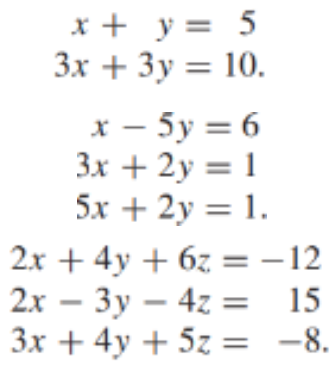 x + y = 5
3x + 3y = 10.
x − 5y = 6
3x + 2y = 1
5x + 2y = 1.
2x + 4y + 6z = −12
2x − 3y − 4z = 15
3x + 4y + 5z = −8.